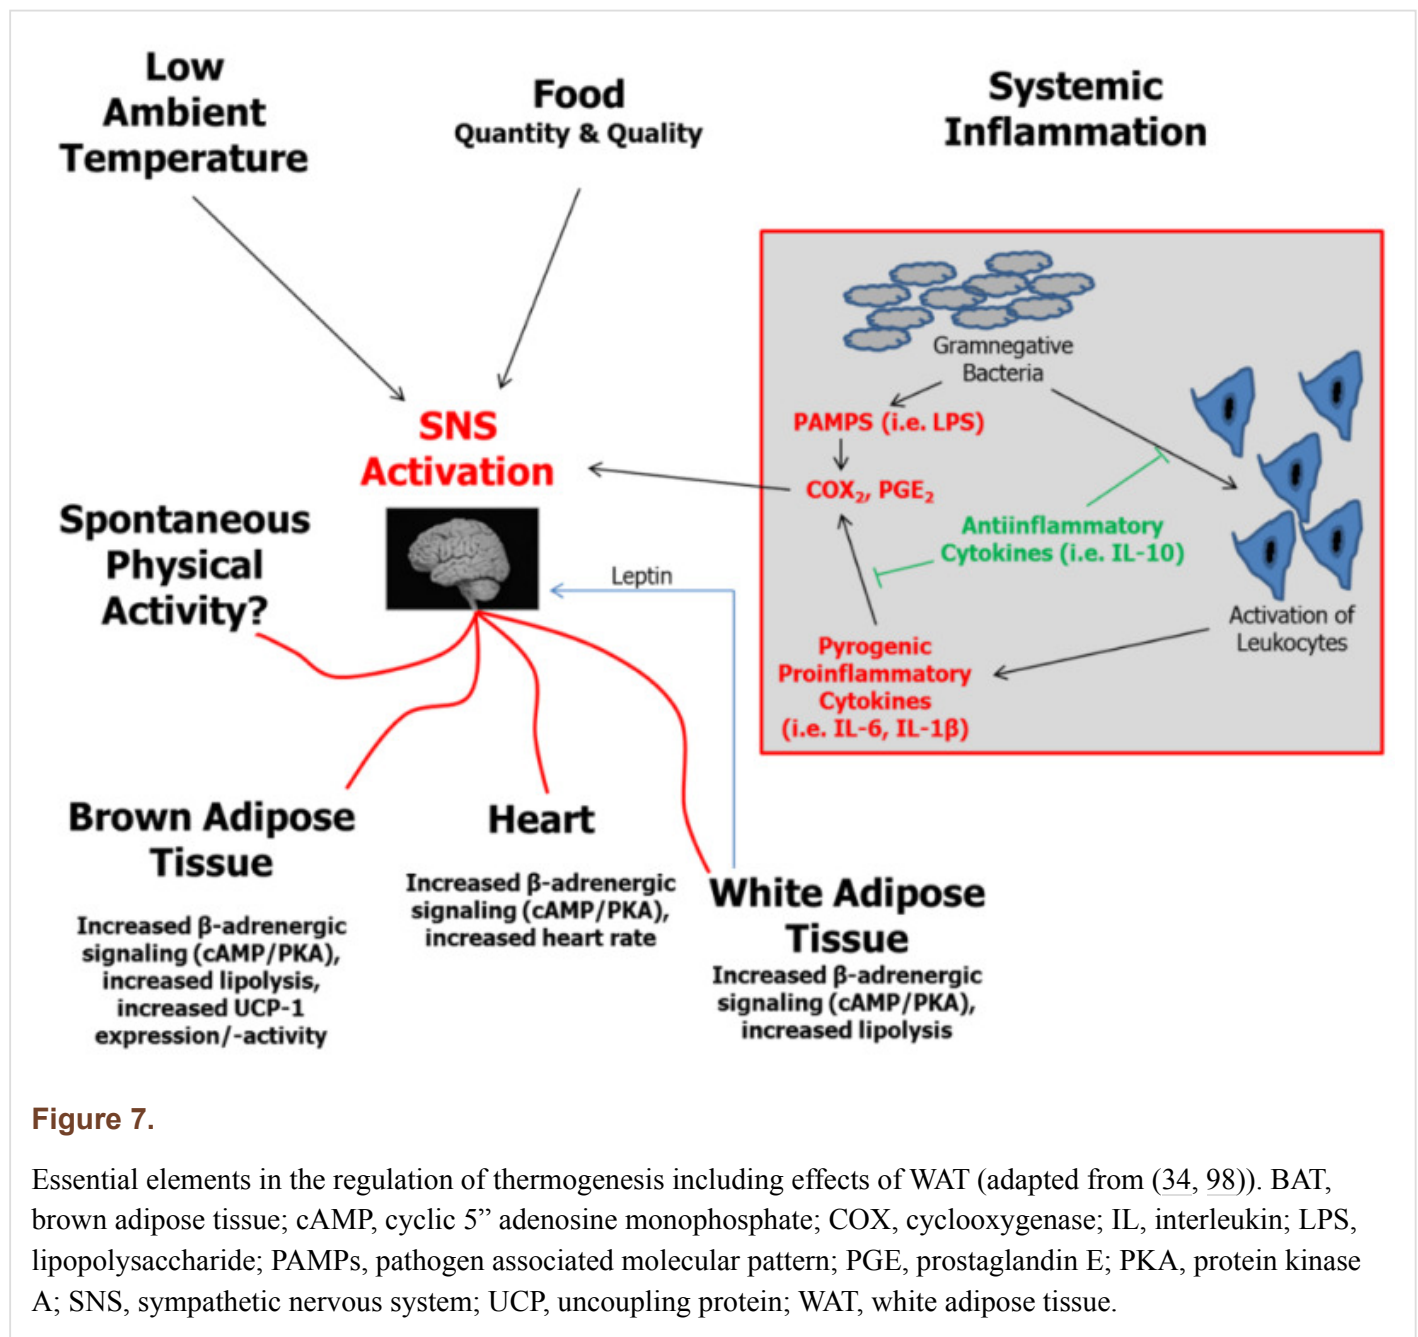 Low
Ambient
Temperature
Food
Quantity & Quality
Systemic
Inflammation
Gramnegative
Bacteria
PAMPS (i.e. LPS)
COX₂, PGE₂
Antiinflammatory
Cytokines (i.e. IL-10)
Activation of
Leukocytes
Pyrogenic
Proinflammatory
Cytokines
(i.e. IL-6, IL-1β)
SNS
Activation
Leptin
Spontaneous
Physical
Activity?
Brown Adipose
Tissue
Increased β-adrenergic
signaling (cAMP/PKA),
increased lipolysis,
increased UCP-1
expression/-activity
Heart
Increased β-adrenergic
signaling (cAMP/PKA),
increased heart rate
White Adipose
Tissue
Increased β-adrenergic
signaling (cAMP/PKA),
increased lipolysis
Figure 7.
Essential elements in the regulation of thermogenesis including effects of WAT (adapted from (34, 98)). BAT,
brown adipose tissue; cAMP, cyclic 5” adenosine monophosphate; COX, cyclooxygenase; IL, interleukin; LPS,
lipopolysaccharide; PAMPs, pathogen associated molecular pattern; PGE, prostaglandin E; PKA, protein kinase
A; SNS, sympathetic nervous system; UCP, uncoupling protein; WAT, white adipose tissue.